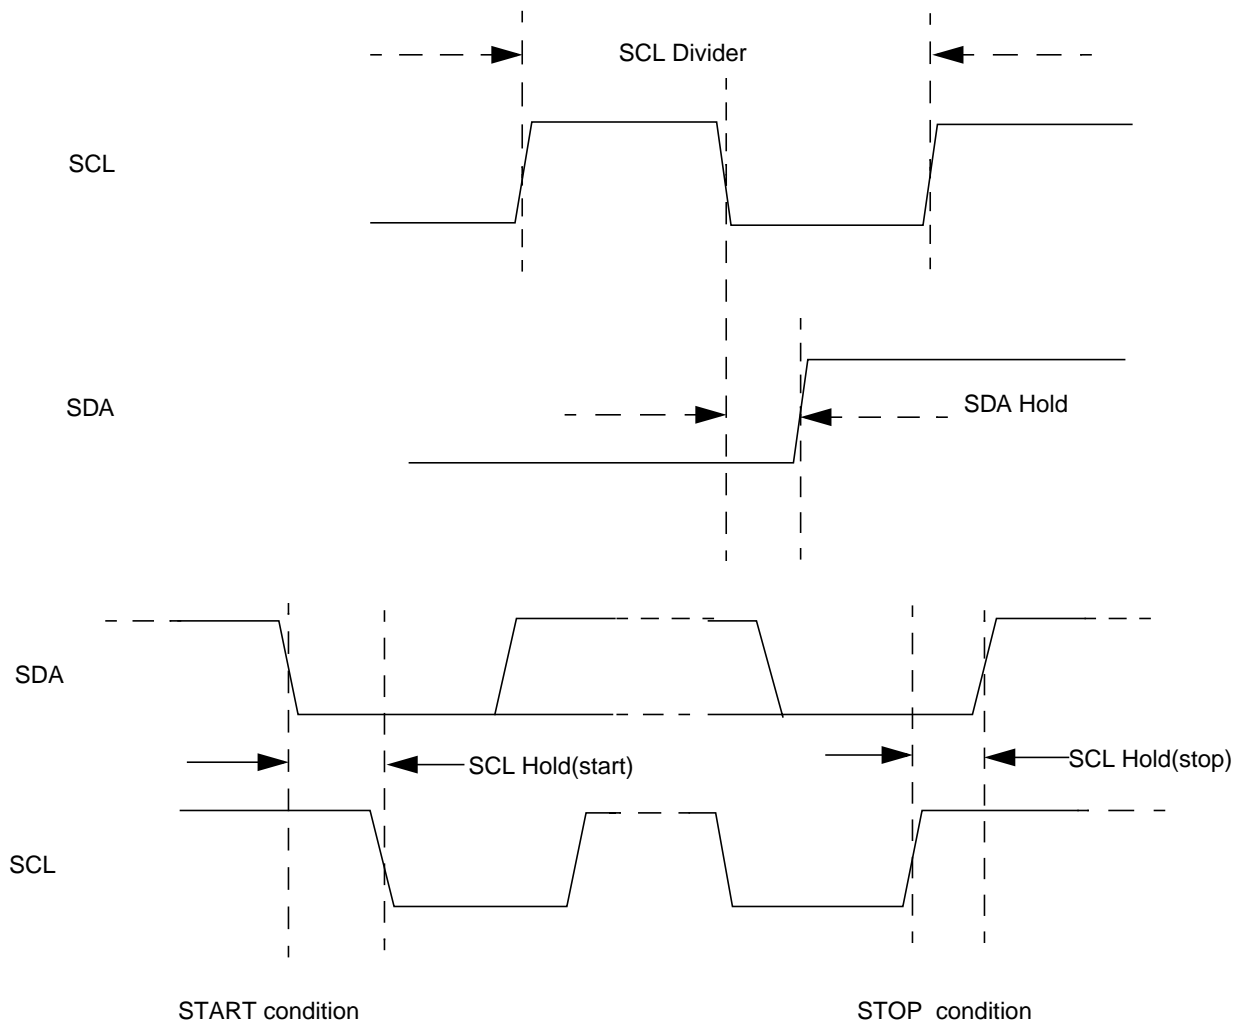 SCL Divider
SCL
SDA
SDA Hold
SDA
SCL Hold(start)
SCL Hold(stop)
SCL
START condition
STOP condition